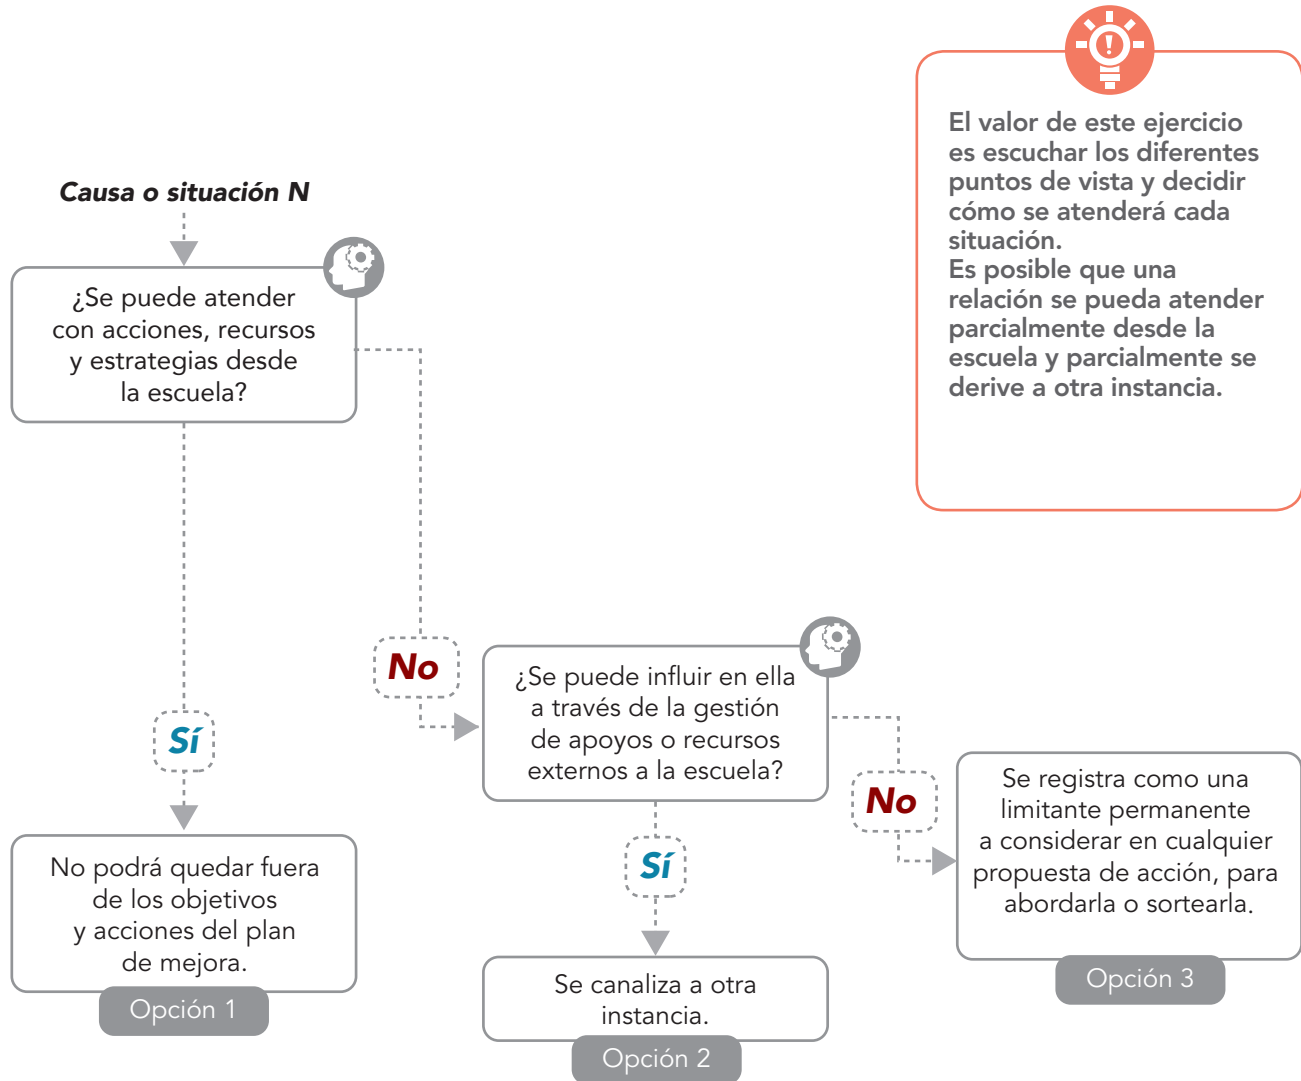 El valor de este ejercicio
es escuchar los diferentes
puntos de vista y decidir
cómo se atenderá cada
situación.
Es posible que una
relación se pueda atender
parcialmente desde la
escuela y parcialmente se
derive a otra instancia.
Causa o situación N
¿Se puede atender
con acciones, recursos
y estrategias desde
la escuela?
No
¿Se puede influir en ella
a través de la gestión
de apoyos o recursos
externos a la escuela?
Sí
No
Se registra como una
limitante permanente
a considerar en cualquier
propuesta de acción, para
abordarla o sortearla.
Opción 3
Sí
No podrá quedar fuera
de los objetivos
y acciones del plan
de mejora.
Opción 1
Se canaliza a otra
instancia.
Opción 2